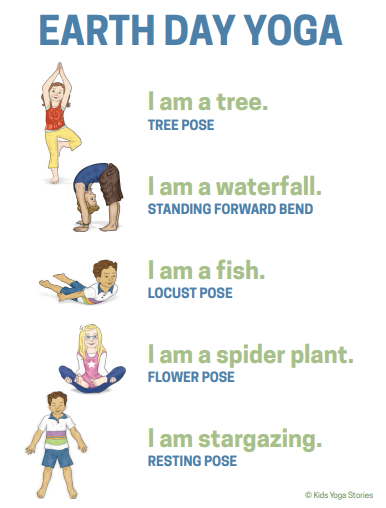 EARTH DAY YOGA
I am a tree.
TREE POSE
I am a waterfall.
STANDING FORWARD BEND
I am a fish.
LOCUST POSE
I am a spider plant.
FLOWER POSE
I am stargazing.
RESTING POSE
© Kids Yoga Stories